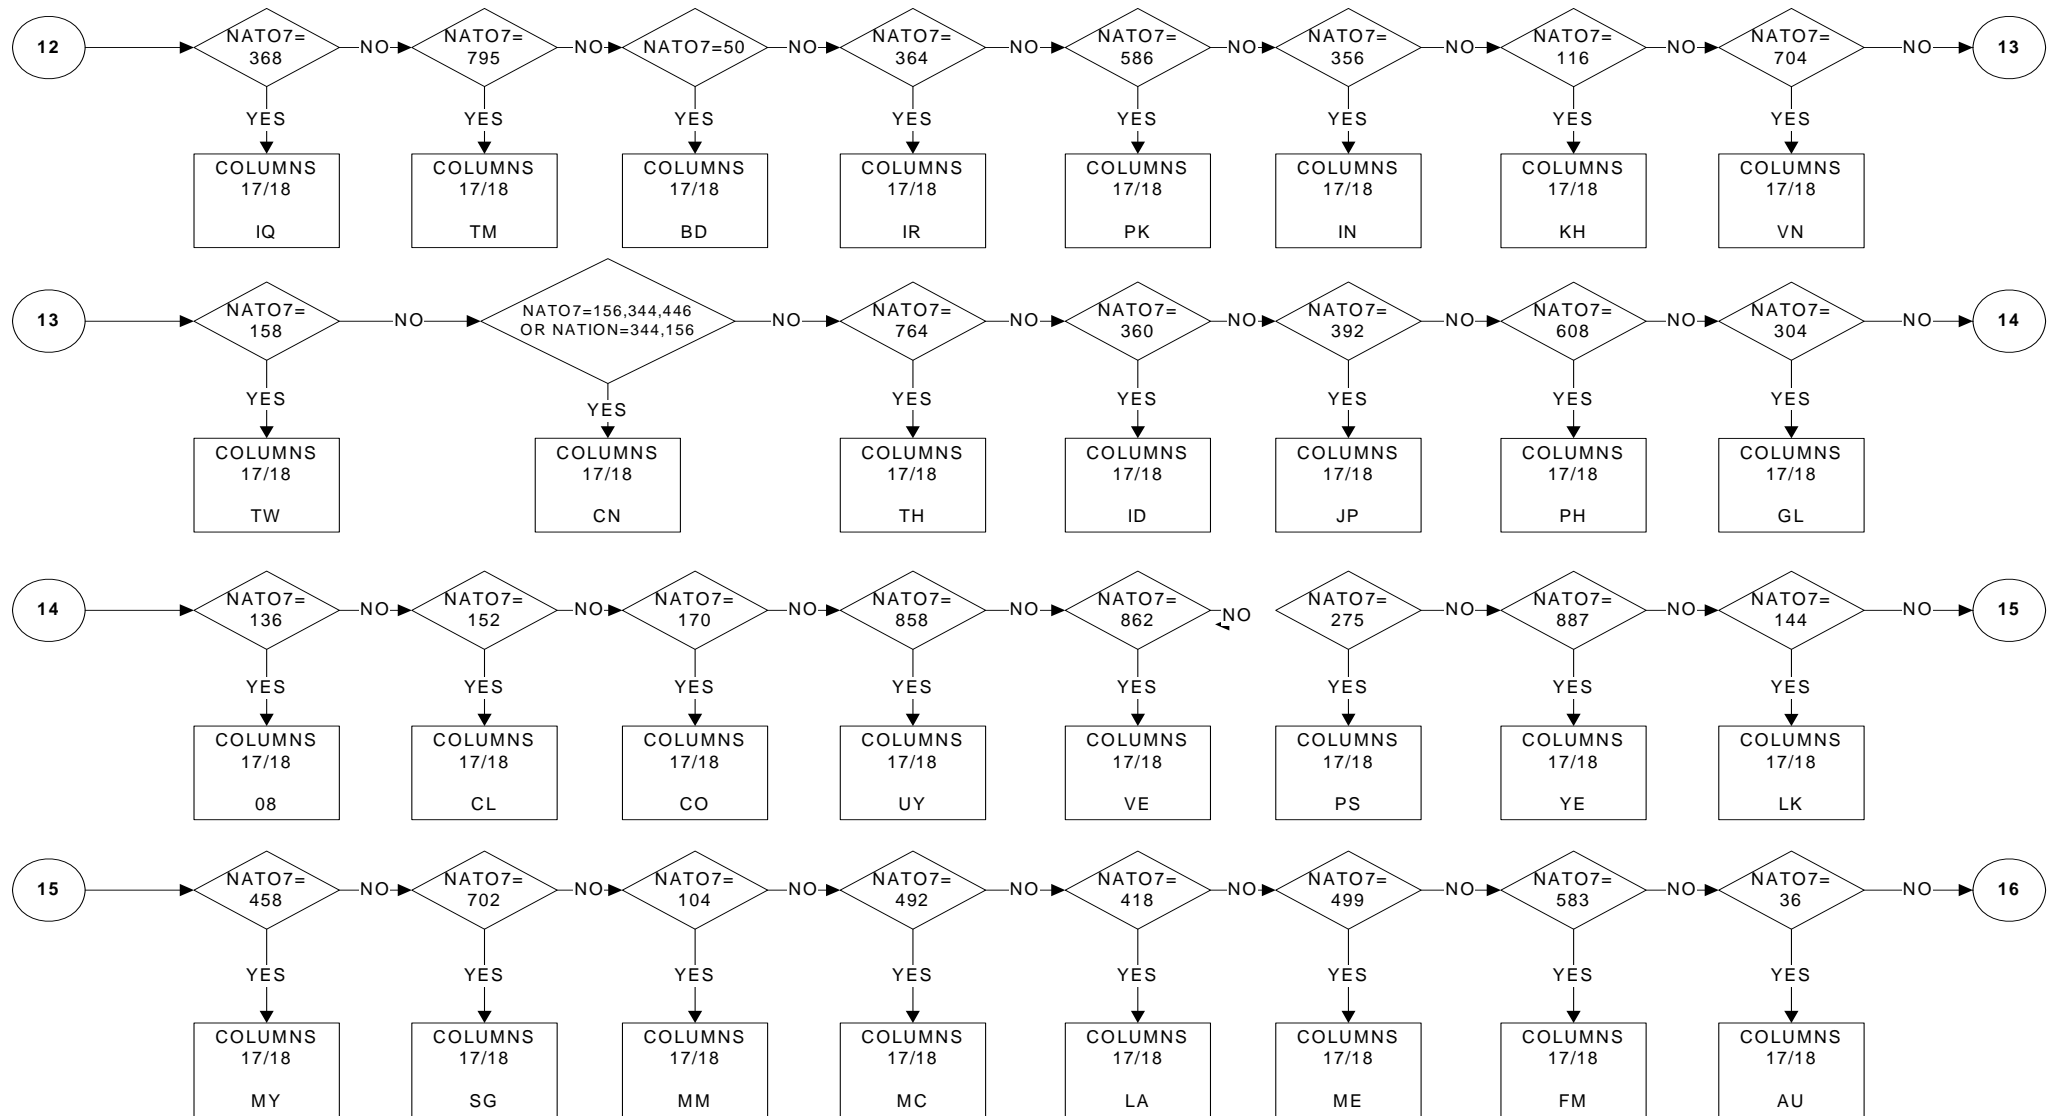 12
NATO7=
368
NO
NATO7=
795
NO
NATO7=50
NO
NATO7=
364
NO
NATO7=
586
NO
NATO7=
356
NO
NATO7=
116
NO
NATO7=
704
NO
13
YES
YES
YES
YES
YES
YES
YES
YES
COLUMNS
17/18
IQ
COLUMNS
17/18
TM
COLUMNS
17/18
BD
COLUMNS
17/18
IR
COLUMNS
17/18
PK
COLUMNS
17/18
IN
COLUMNS
17/18
KH
COLUMNS
17/18
VN
13
NATO7=
158
NO
NATO7=156,344,446
OR NATION=344,156
NO
NATO7=
764
NO
NATO7=
360
NO
NATO7=
392
NO
NATO7=
608
NO
NATO7=
304
NO
14
YES
YES
YES
YES
YES
YES
YES
COLUMNS
17/18
TW
COLUMNS
17/18
CN
COLUMNS
17/18
TH
COLUMNS
17/18
ID
COLUMNS
17/18
JP
COLUMNS
17/18
PH
COLUMNS
17/18
GL
14
NATO7=
136
NO
NATO7=
152
NO
NATO7=
170
NO
NATO7=
858
NO
NATO7=
862
NO
NATO7=
275
NO
NATO7=
887
NO
NATO7=
144
NO
15
YES
YES
YES
YES
YES
YES
YES
YES
COLUMNS
17/18
08
COLUMNS
17/18
CL
COLUMNS
17/18
CO
COLUMNS
17/18
UY
COLUMNS
17/18
VE
COLUMNS
17/18
PS
COLUMNS
17/18
YE
COLUMNS
17/18
LK
15
NATO7=
458
NO
NATO7=
702
NO
NATO7=
104
NO
NATO7=
492
NO
NATO7=
418
NO
NATO7=
499
NO
NATO7=
583
NO
NATO7=
36
NO
16
YES
YES
YES
YES
YES
YES
YES
YES
COLUMNS
17/18
MY
COLUMNS
17/18
SG
COLUMNS
17/18
MM
COLUMNS
17/18
MC
COLUMNS
17/18
LA
COLUMNS
17/18
ME
COLUMNS
17/18
FM
COLUMNS
17/18
AU